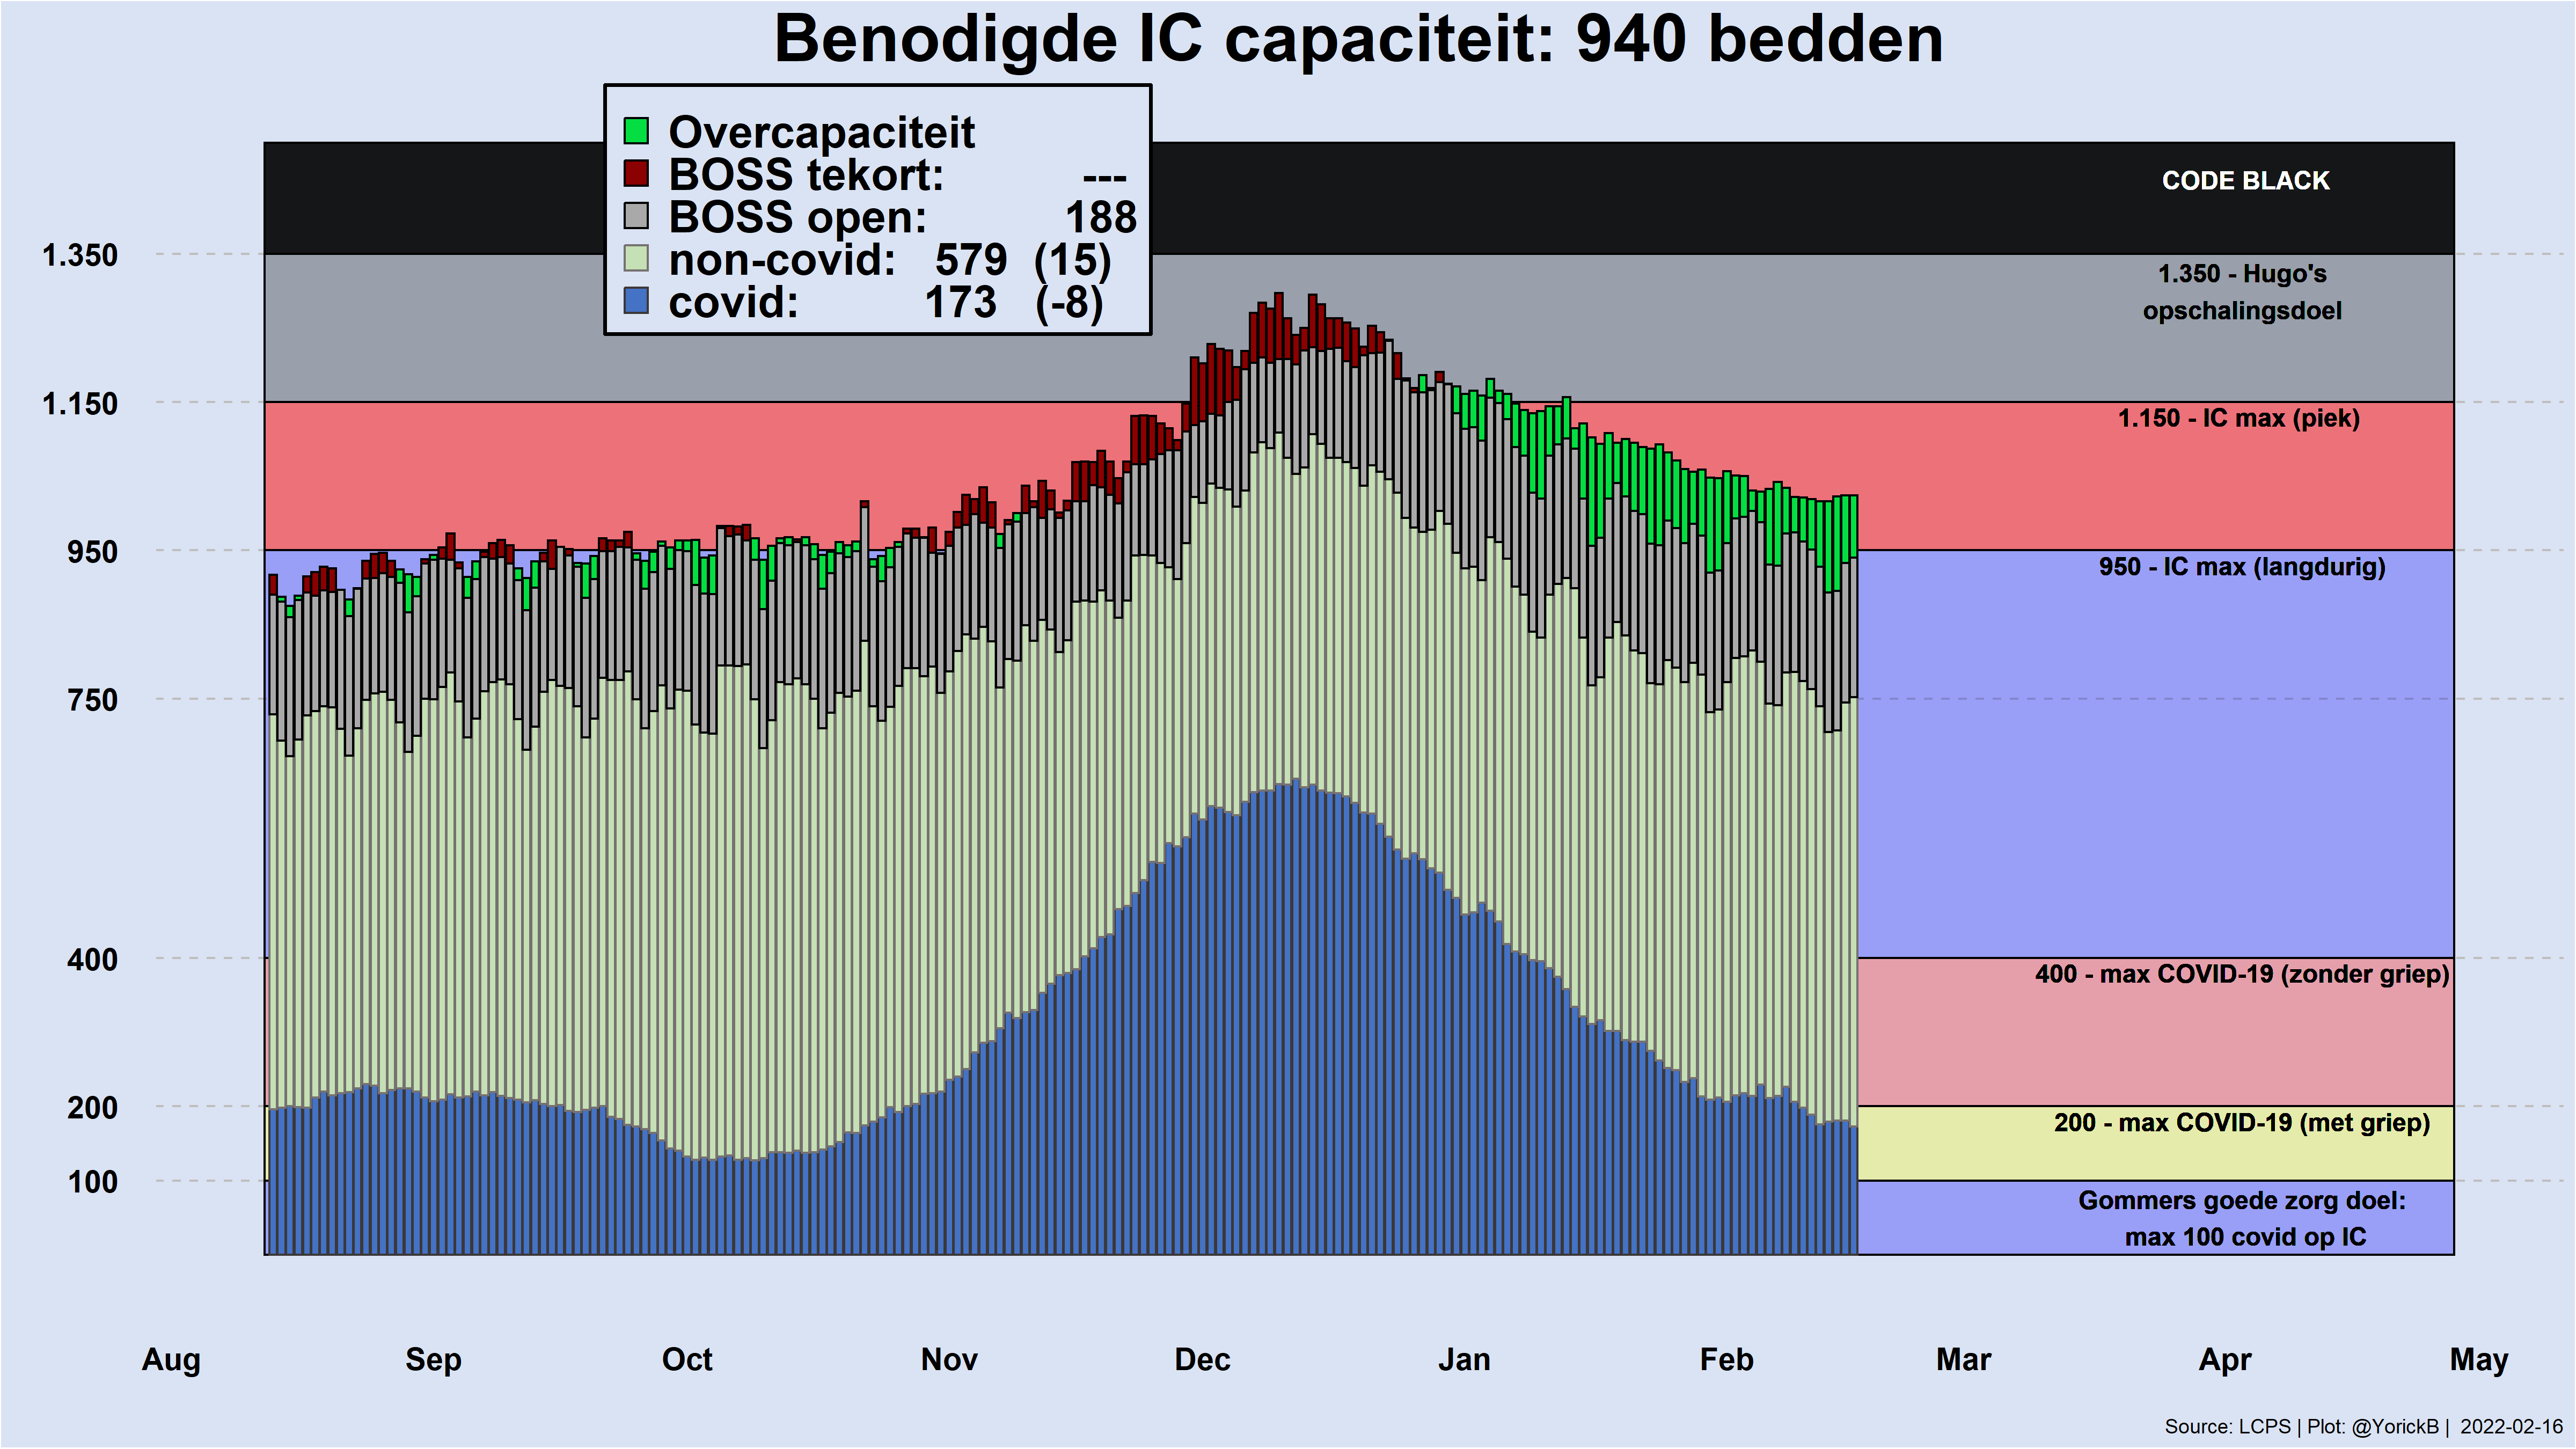 Benodigde IC capaciteit: 940 bedden
Overcapaciteit
BOSS tekort: ---
BOSS open: 188
non-covid: 579 (15)
covid: 173 (-8)
CODE BLACK
1.350
1.350 - Hugo's
opschalingsdoel
1.150
1.150 - IC max (piek)
950
950 - IC max (langdurig)
750
400
400 - max COVID-19 (zonder griep)
200
200 - max COVID-19 (met griep)
100
Gommers goede zorg doel:
max 100 covid op IC
Aug Sep Oct Nov Dec Jan Feb Mar Apr May
Source: LCPS | Plot: @YorickB | 2022-02-16